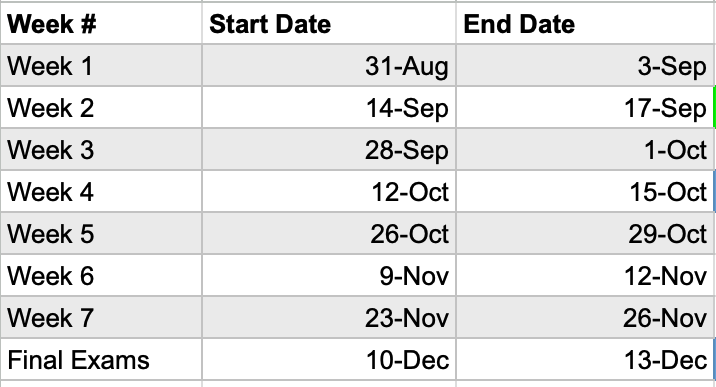 Week # Start Date End Date
Week 1 31-Aug 3-Sep
Week 2 14-Sep 17-Sep
Week 3 28-Sep 1-Oct
Week 4 12-Oct 15-Oct
Week 5 26-Oct 29-Oct
Week 6 9-Nov 12-Nov
Week 7 23-Nov 26-Nov
Final Exams 10-Dec 13-Dec